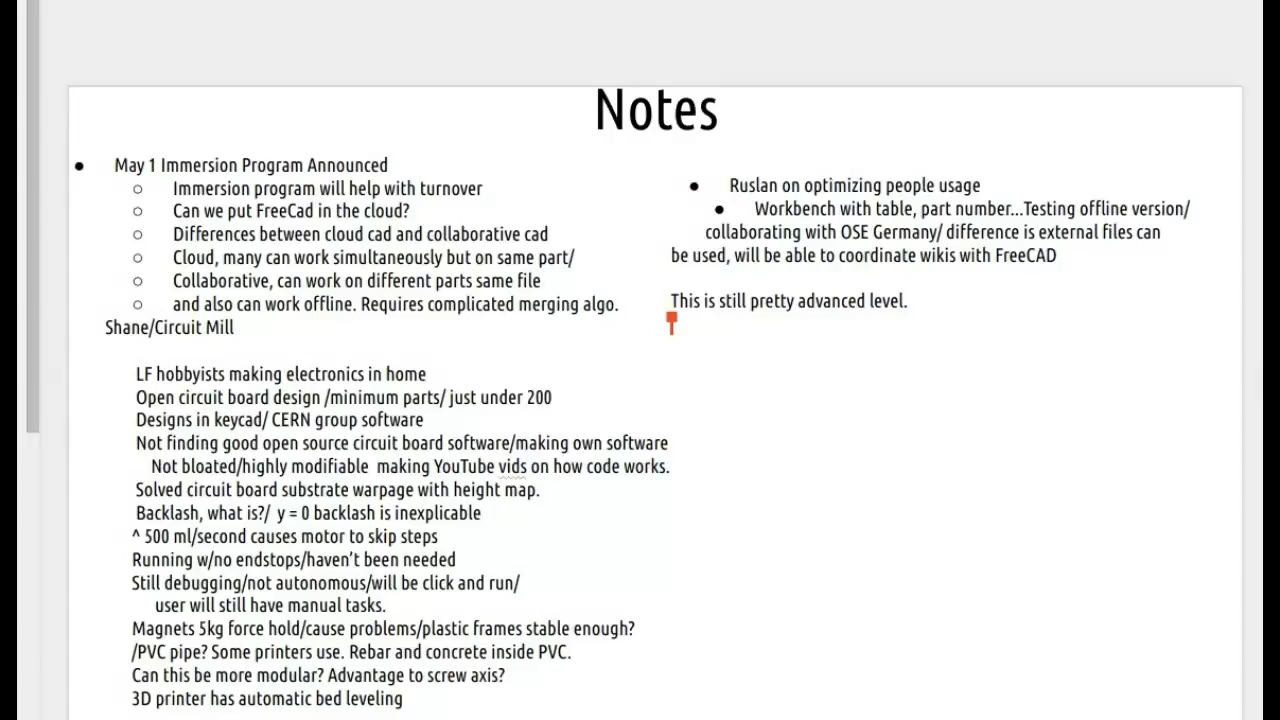 Notes
● May 1 Immersion Program Announced
○ Immersion program will help with turnover
○ Can we put FreeCad in the cloud?
○ Differences between cloud cad and collaborative cad
○ Cloud, many can work simultaneously but on same part/
○ Collaborative, can work on different parts same file
○ and also can work offline. Requires complicated merging algo.
Shane/Circuit Mill
LF hobbyists making electronics in home
Open circuit board design /minimum parts/ just under 200
Designs in keycad/ CERN group software
Not finding good open source circuit board software/making own software
Not bloated/highly modifiable making YouTube vids on how code works.
Solved circuit board substrate warpage with height map.
Backlash, what is?/ y = 0 backlash is inexplicable
^ 500 ml/second causes motor to skip steps
Running w/no endstops/haven't been needed
Still debugging/not autonomous/will be click and run/
user will still have manual tasks.
Magnets 5kg force hold/cause problems/plastic frames stable enough?
/PVC pipe? Some printers use. Rebar and concrete inside PVC.
Can this be more modular? Advantage to screw axis?
3D printer has automatic bed leveling
● Ruslan on optimizing people usage
● Workbench with table, part number...Testing offline version/
collaborating with OSE Germany/ difference is external files can
be used, will be able to coordinate wikis with FreeCAD
This is still pretty advanced level.